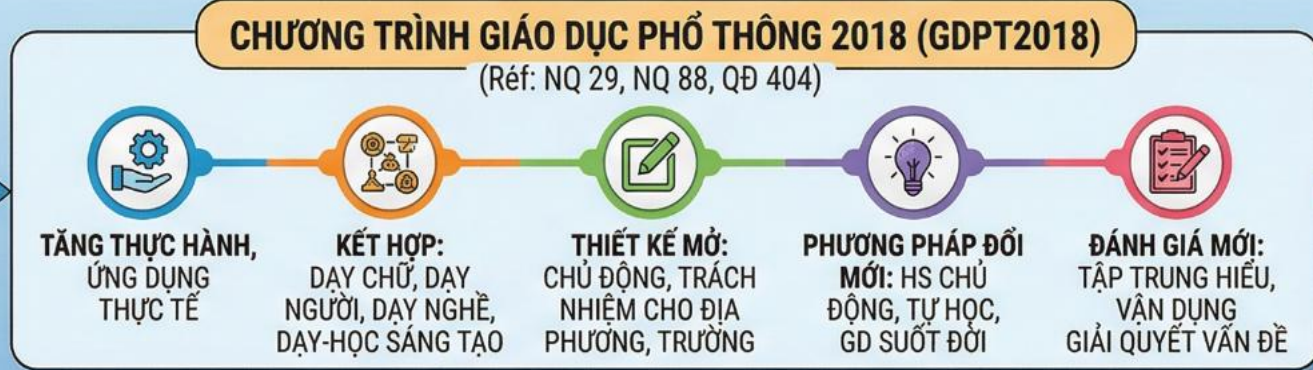 CHƯƠNG TRÌNH GIÁO DỤC PHỔ THÔNG 2018 (GDPT2018)
(Réf: NQ 29, NQ 88, QĐ 404)
TĂNG THỰC HÀNH,
ỨNG DỤNG
THỰC TẾ
KẾT HỢP:
DẠY CHỮ, DẠY
NGƯỜI, DẠY NGHỀ,
DẠY-HỌC SÁNG TẠO
THIẾT KẾ MỞ:
CHỦ ĐỘNG, TRÁCH
NHIỆM CHO ĐỊA
PHƯƠNG, TRƯỜNG
PHƯƠNG PHÁP ĐỔI
MỚI: HS CHỦ
ĐỘNG, TỰ HỌC,
GD SUỐT ĐỜI
ĐÁNH GIÁ MỚI:
TẬP TRUNG HIỂU,
VẬN DỤNG
GIẢI QUYẾT VẤN ĐỀ